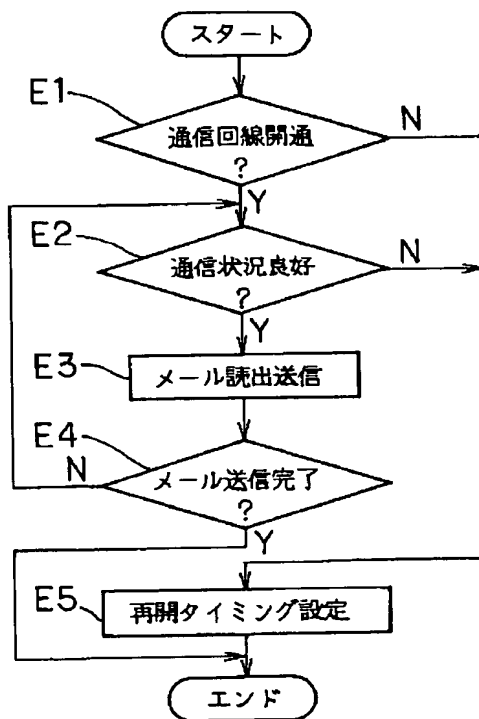 スタート
E1
通信回線開通
?
N
Y
E2
通信状況良好
?
N
Y
E3
メール読出送信
E4
メール送信完了
?
N
Y
E5
再開タイミング設定
エンド